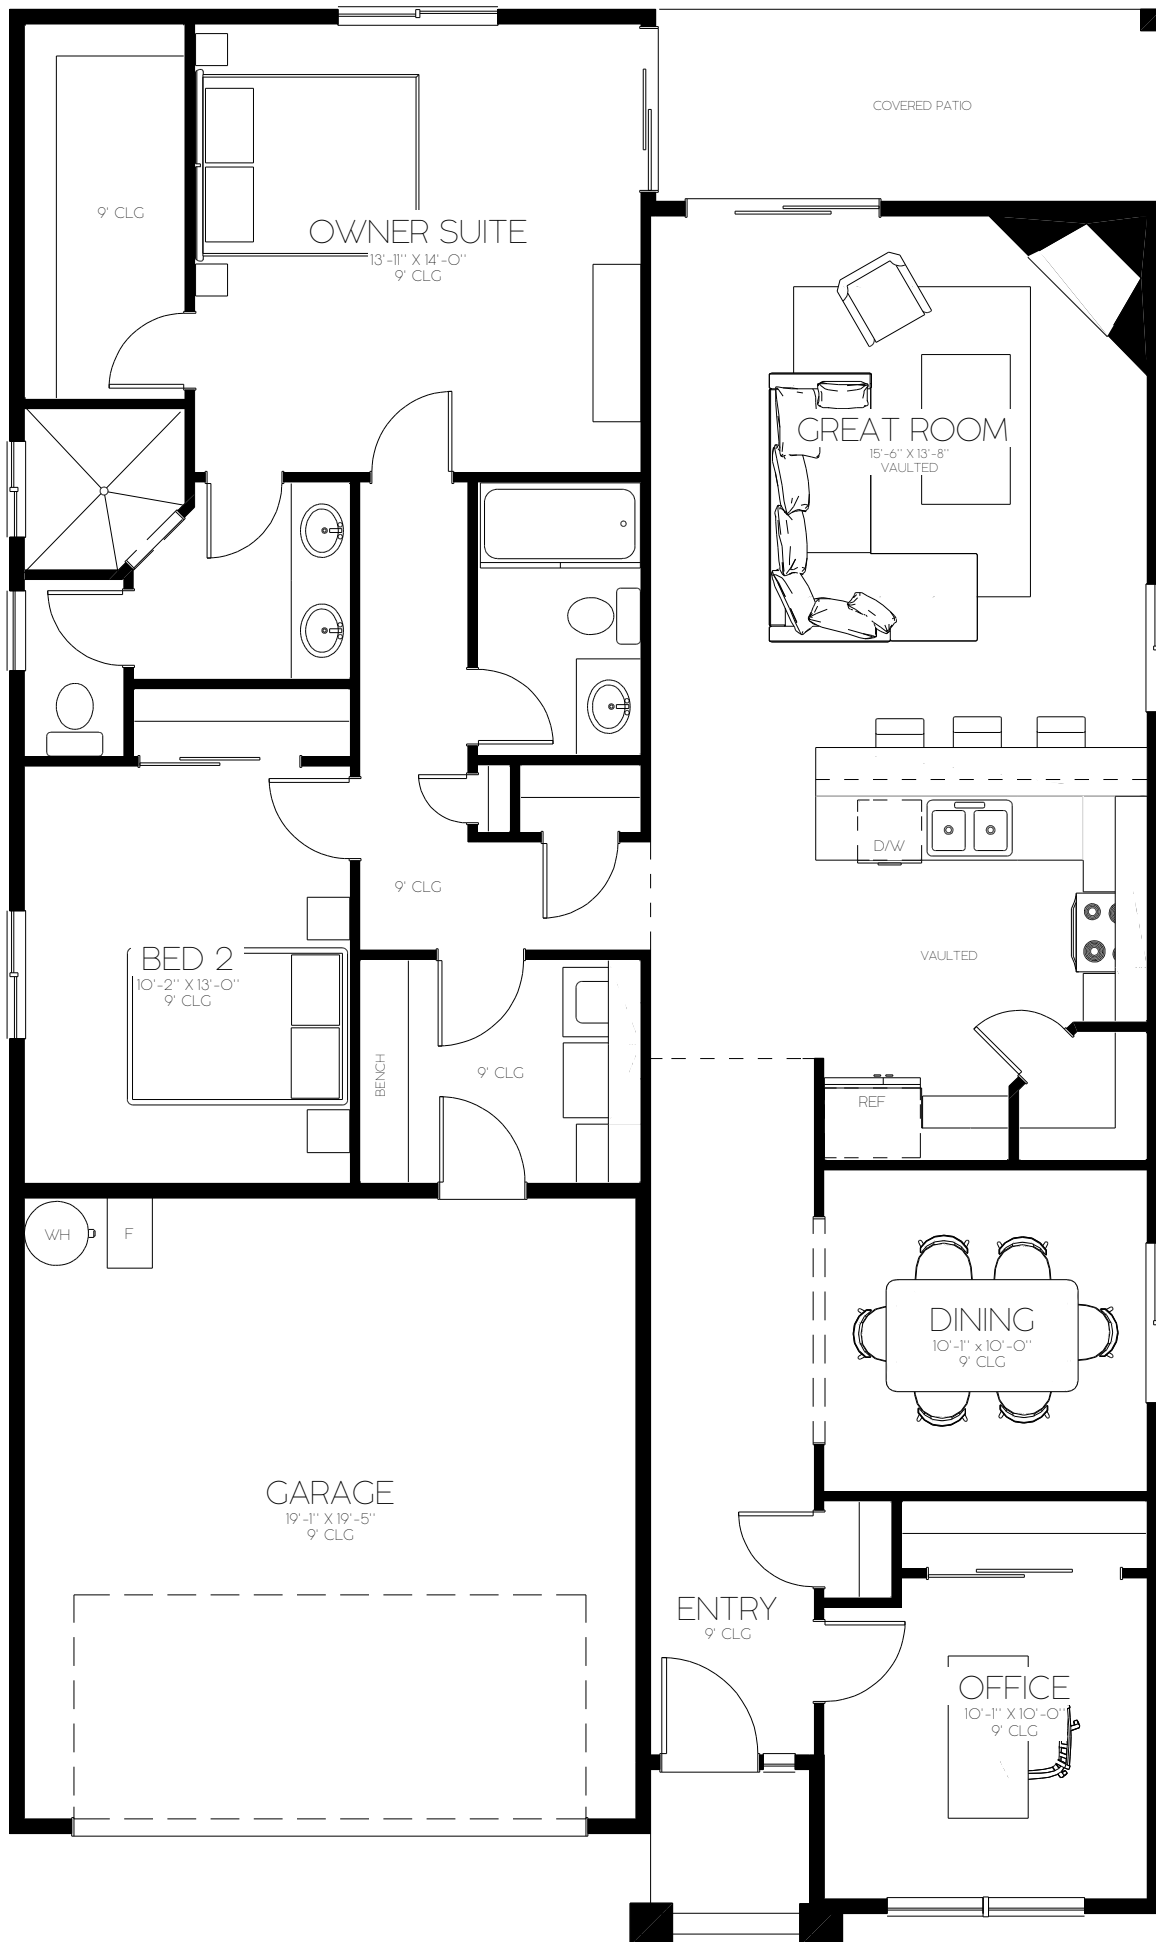 COVERED PATIO
9' CLG
OWNER SUITE
13'-11" X 14'-0"
9' CLG
GREAT ROOM
15'-6" X 13'-8"
VAULTED
D/W
9' CLG
VAULTED
BED 2
10'-2" X 13'-0"
9' CLG
BENCH
9' CLG
REF
WH
F
DINING
10'-1" x 10'-0"
9' CLG
GARAGE
19'-1" X 19'-5"
9' CLG
ENTRY
9' CLG
OFFICE
10'-1" X 10'-0"
9' CLG